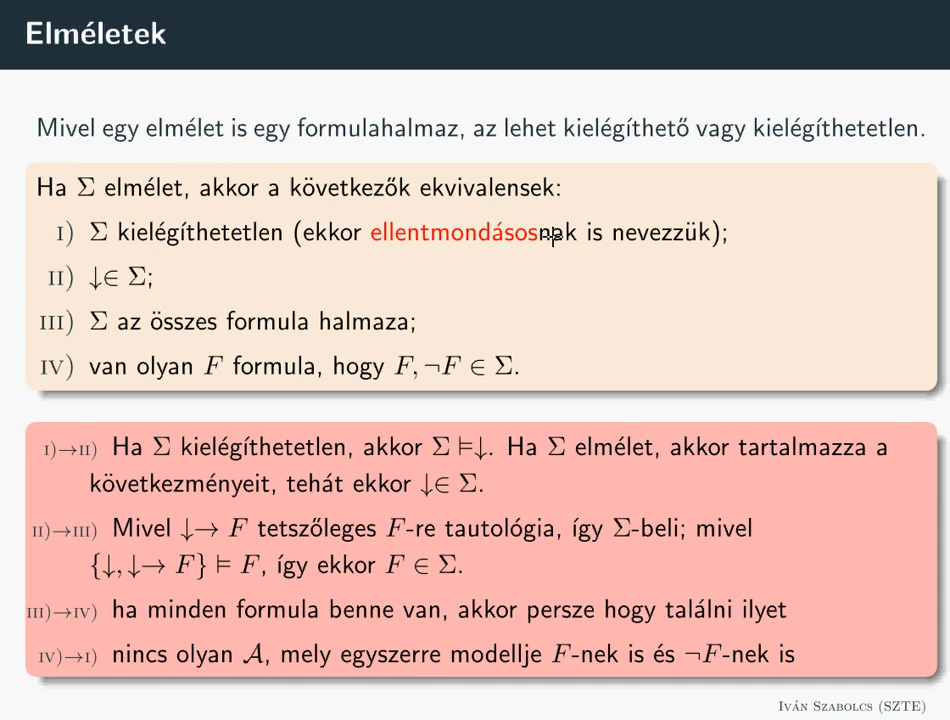 Elméletek
Mivel egy elmélet is egy formulahalmaz, az lehet kielégíthető vagy kielégíthetetlen.
Ha Σ elmélet, akkor a következők ekvivalensek:
I) Σ kielégíthetetlen (ekkor ellentmondásosnak is nevezzük);
II) ↓∈ Σ;
III) Σ az összes formula halmaza;
IV) van olyan F formula, hogy F, ¬F ∈ Σ.
I)→II) Ha Σ kielégíthetetlen, akkor Σ ⊨↓. Ha Σ elmélet, akkor tartalmazza a
következményeit, tehát ekkor ↓∈ Σ.
II)→III) Mivel ↓→ F tetszőleges F-re tautológia, így Σ-beli; mivel
{↓, ↓→ F} ⊨ F, így ekkor F ∈ Σ.
III)→IV) ha minden formula benne van, akkor persze hogy találni ilyet
IV)→I) nincs olyan 𝒜, mely egyszerre modellje F-nek is és ¬F-nek is
Iván Szabolcs (SZTE)